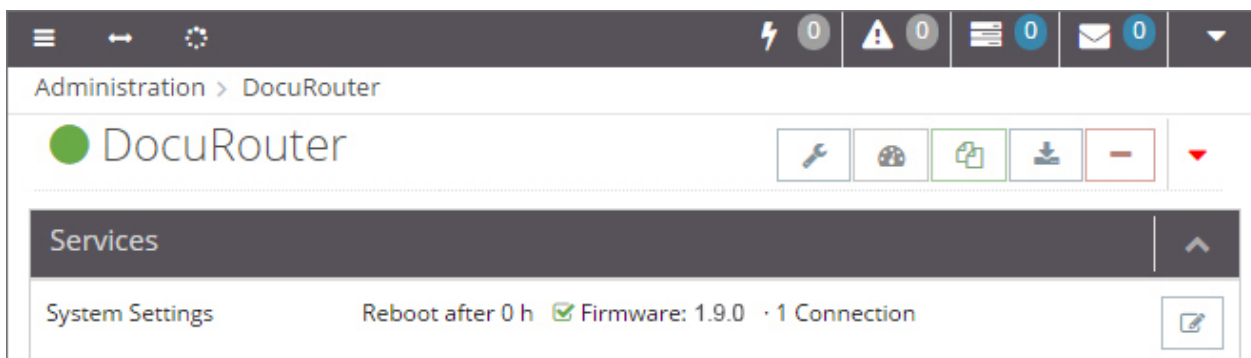 0 0 0 0
Administration > DocuRouter
DocuRouter
Services
System Settings Reboot after 0 h Firmware: 1.9.0 · 1 Connection